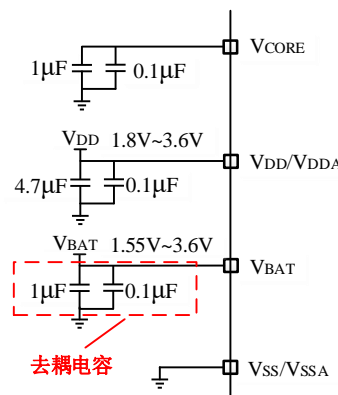 VCORE
1μF 0.1μF
VDD 1.8V~3.6V
VDD/VDDA
4.7μF 0.1μF
VBAT 1.55V~3.6V
VBAT
1μF 0.1μF
去耦电容
VSS/VSSA